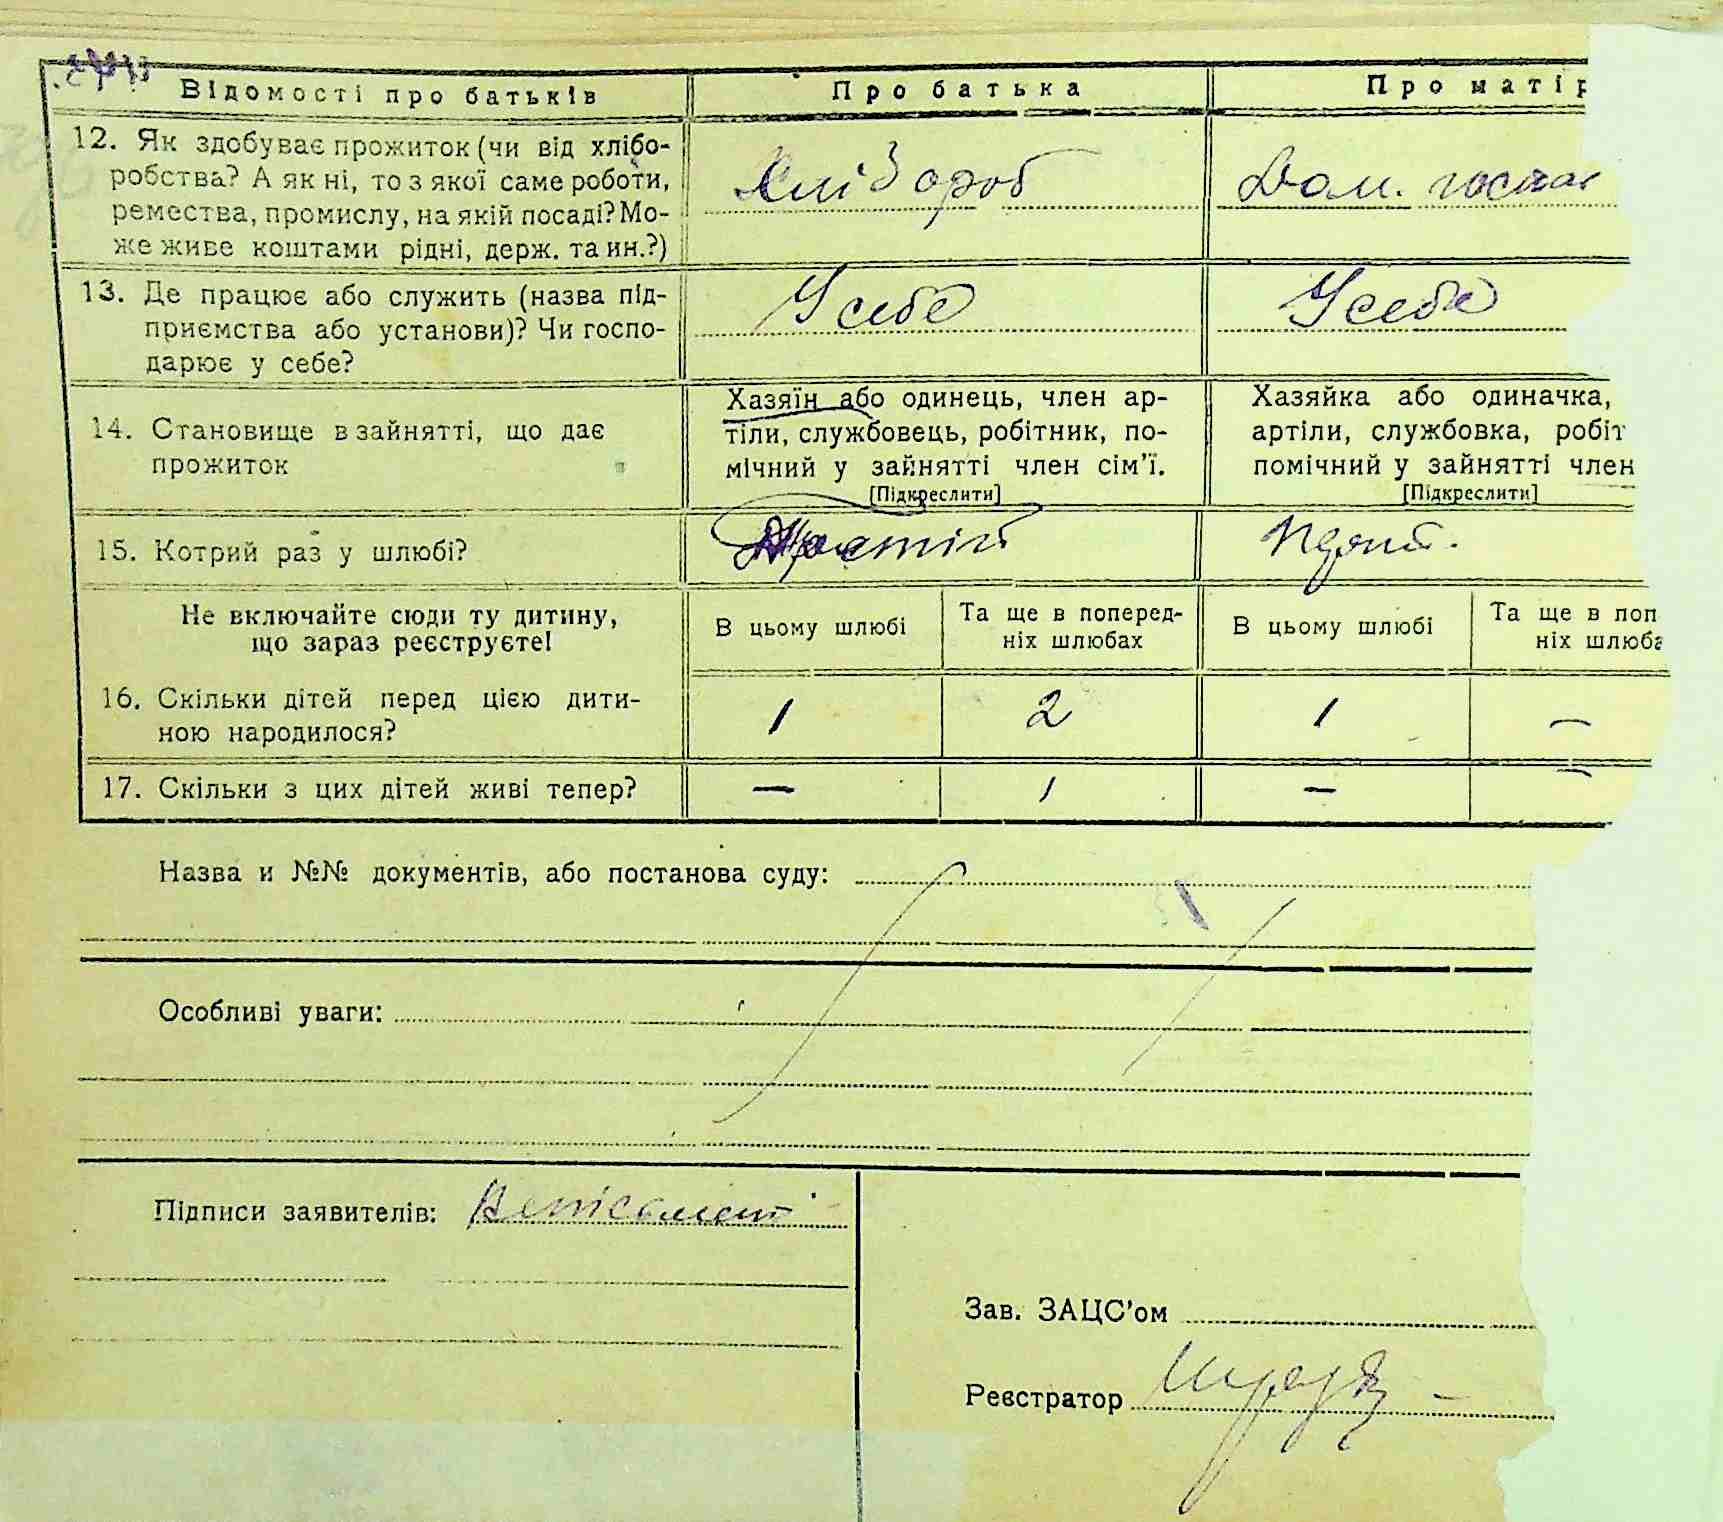 Відомості про батьків Про батька Про матір
12. Як здобуває прожиток (чи від хлібо-
робства? А як ні, то з якої саме роботи,
ремества, промислу, на якій посаді? Мо-
же живе коштами рідні, держ. та ин.?)
Хлібороб Дом. госпо
13. Де працює або служить (назва під-
приємства або установи)? Чи госпо-
дарює у себе?
У себе У себе
14. Становище в зайнятті, що дає
прожиток
Хазяїн або одинець, член ар-
тіли, службовець, робітник, по-
мічний у зайнятті член сім'ї.
[Підкреслити]
Хазяйка або одиначка,
артіли, службовка, робіт
помічний у зайнятті член
[Підкреслити]
15. Котрий раз у шлюбі?
Не включайте сюди ту дитину,
що зараз реєструєте!
В цьому шлюбі Та ще в поперед-
ніх шлюбах
В цьому шлюбі Та ще в поп
ніх шлюба
16. Скільки дітей перед цією дити-
ною народилося?
1 2 1 —
17. Скільки з цих дітей живі тепер?
— 1 — —
Назва и №№ документів, або постанова суду:
Особливі уваги:
Підписи заявителів:
Зав. ЗАЦС'ом
Реєстратор